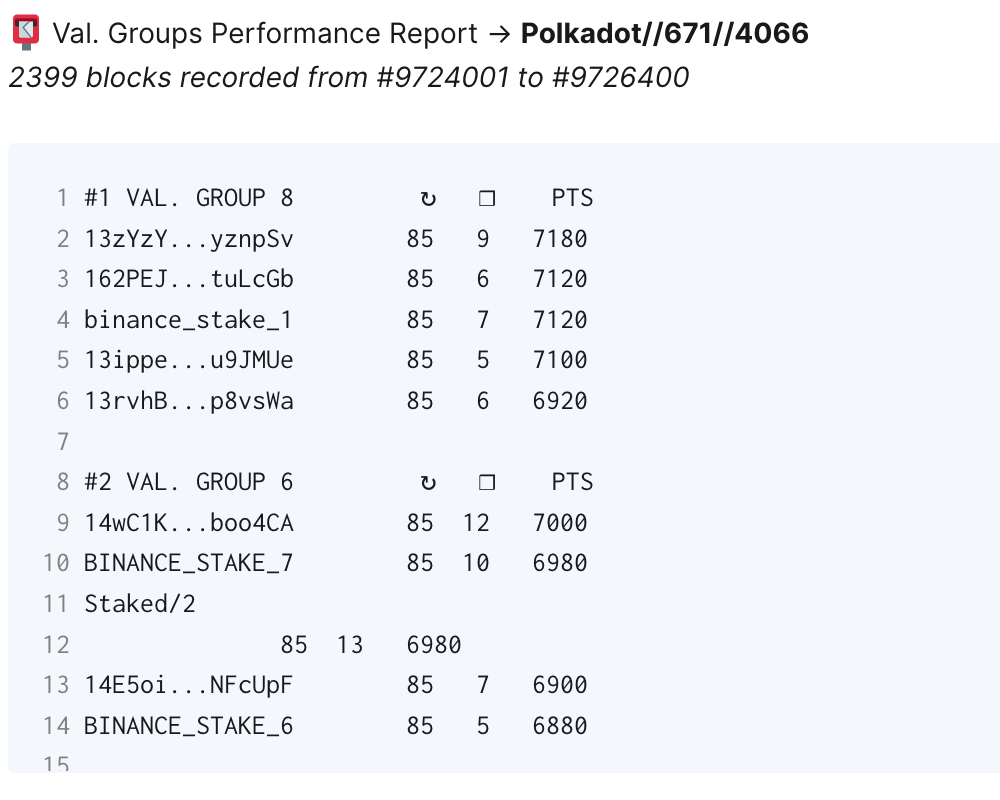 Val. Groups Performance Report → Polkadot//671//4066
2399 blocks recorded from #9724001 to #9726400
1 #1 VAL. GROUP 8 ↻ ❒ PTS
2 13zYzY...yznpSv 85 9 7180
3 162PEJ...tuLcGb 85 6 7120
4 binance_stake_1 85 7 7120
5 13ippe...u9JMUe 85 5 7100
6 13rvhB...p8vsWa 85 6 6920
7
8 #2 VAL. GROUP 6 ↻ ❒ PTS
9 14wC1K...boo4CA 85 12 7000
10 BINANCE_STAKE_7 85 10 6980
11 Staked/2
12 85 13 6980
13 14E5oi...NFcUpF 85 7 6900
14 BINANCE_STAKE_6 85 5 6880
15